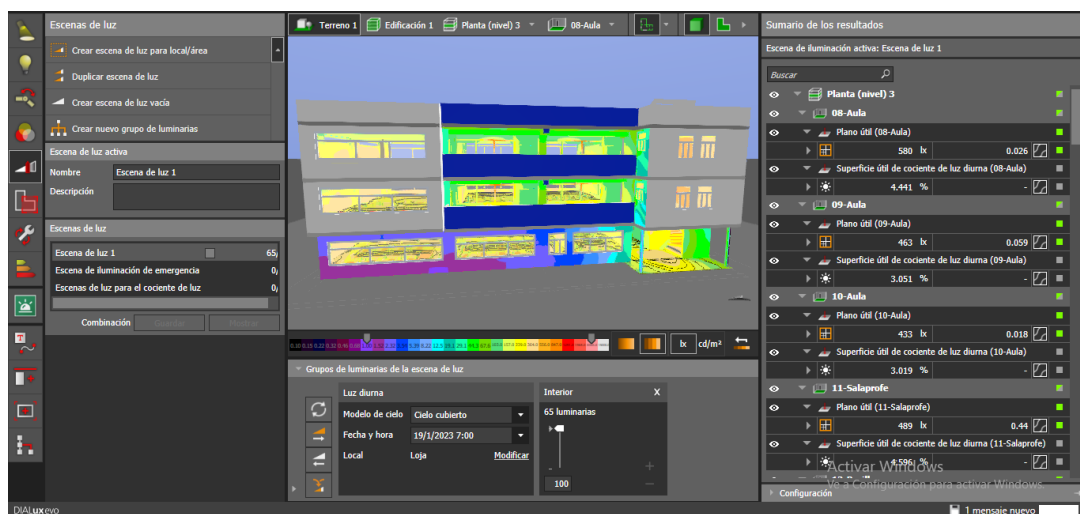 Escenas de luz
Crear escena de luz para local/área
Duplicar escena de luz
Crear escena de luz vacía
Crear nuevo grupo de luminarias
Escena de luz activa
Nombre Escena de luz 1
Descripción
Escenas de luz
Escena de luz 1 65,
Escena de iluminación de emergencia 0,
Escenas de luz para el cociente de luz 0,
Combinación Guardar Mostrar
Terreno 1 Edificación 1 Planta (nivel) 3 08-Aula
lx cd/m²
Grupos de luminarias de la escena de luz
Luz diurna
Modelo de cielo Cielo cubierto
Fecha y hora 19/1/2023 7:00
Local Loja Modificar
Interior X
65 luminarias
100
Sumario de los resultados
Escena de iluminación activa: Escena de luz 1
Buscar
Planta (nivel) 3
08-Aula
Plano útil (08-Aula)
580 lx 0.026
Superficie útil de cociente de luz diurna (08-Aula)
4.441 % -
09-Aula
Plano útil (09-Aula)
463 lx 0.059
Superficie útil de cociente de luz diurna (09-Aula)
3.051 % -
10-Aula
Plano útil (10-Aula)
433 lx 0.018
Superficie útil de cociente de luz diurna (10-Aula)
3.019 % -
11-Salaprofe
Plano útil (11-Salaprofe)
489 lx 0.44
Superficie útil de cociente de luz diurna (11-Salaprofe)
4.596 % -
Activar Windows
Ve a Configuración para activar Windows.
Configuración
DIALux evo
1 mensaje nuevo